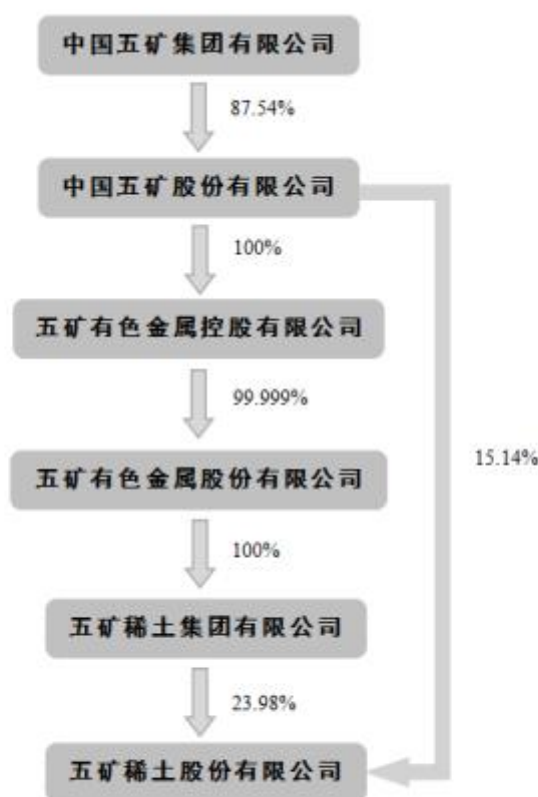 中国五矿集团有限公司
87.54%
中国五矿股份有限公司
100%
五矿有色金属控股有限公司
99.999%
五矿有色金属股份有限公司
15.14%
100%
五矿稀土集团有限公司
23.98%
五矿稀土股份有限公司